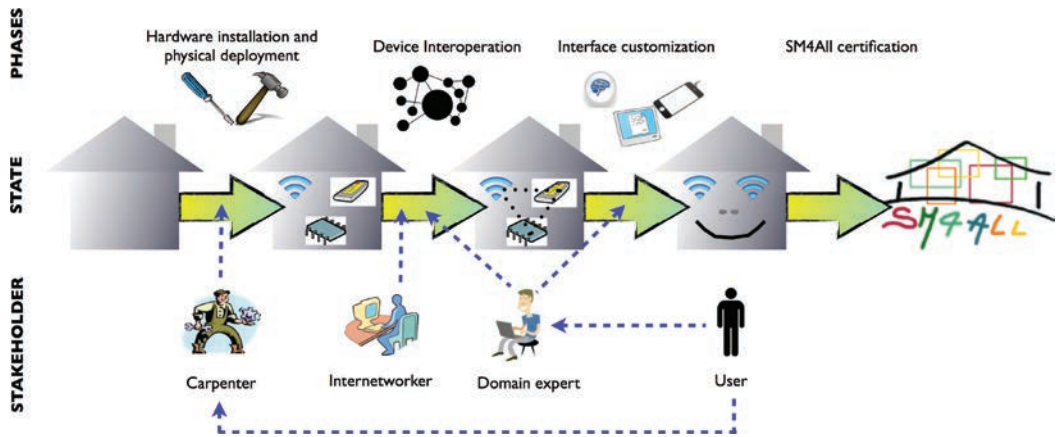 PHASES
Hardware installation and
physical deployment
Device Interoperation
Interface customization
SM4All certification
STATE
SM4ALL
STAKEHOLDER
Carpenter
Internetworker
Domain expert
User